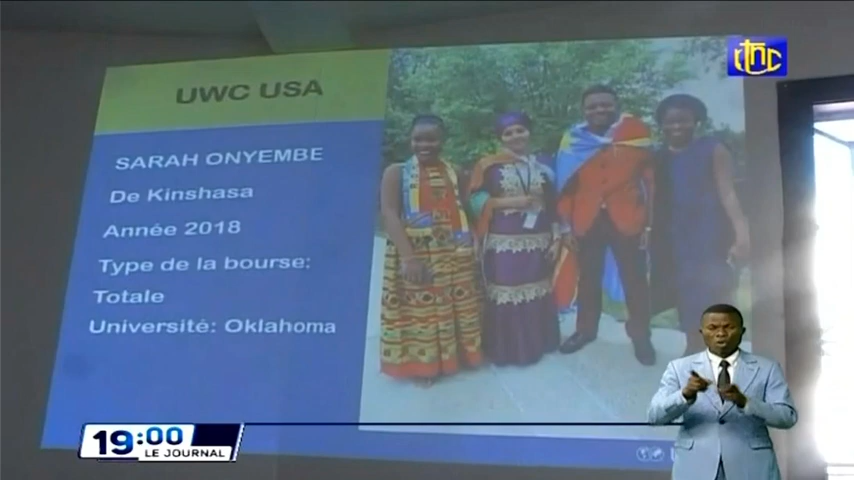 rtnc
UWC USA
SARAH ONYEMBE
De Kinshasa
Année 2018
Type de la bourse:
Totale
Université: Oklahoma
19:00
LE JOURNAL